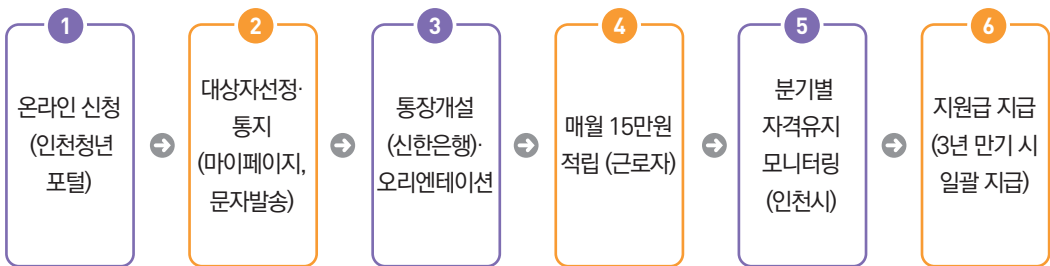 1
온라인 신청
(인천청년
포털)
2
대상자선정·
통지
(마이페이지,
문자발송)
3
통장개설
(신한은행)·
오리엔테이션
4
매월 15만원
적립 (근로자)
5
분기별
자격유지
모니터링
(인천시)
6
지원급 지급
(3년 만기 시
일괄 지급)